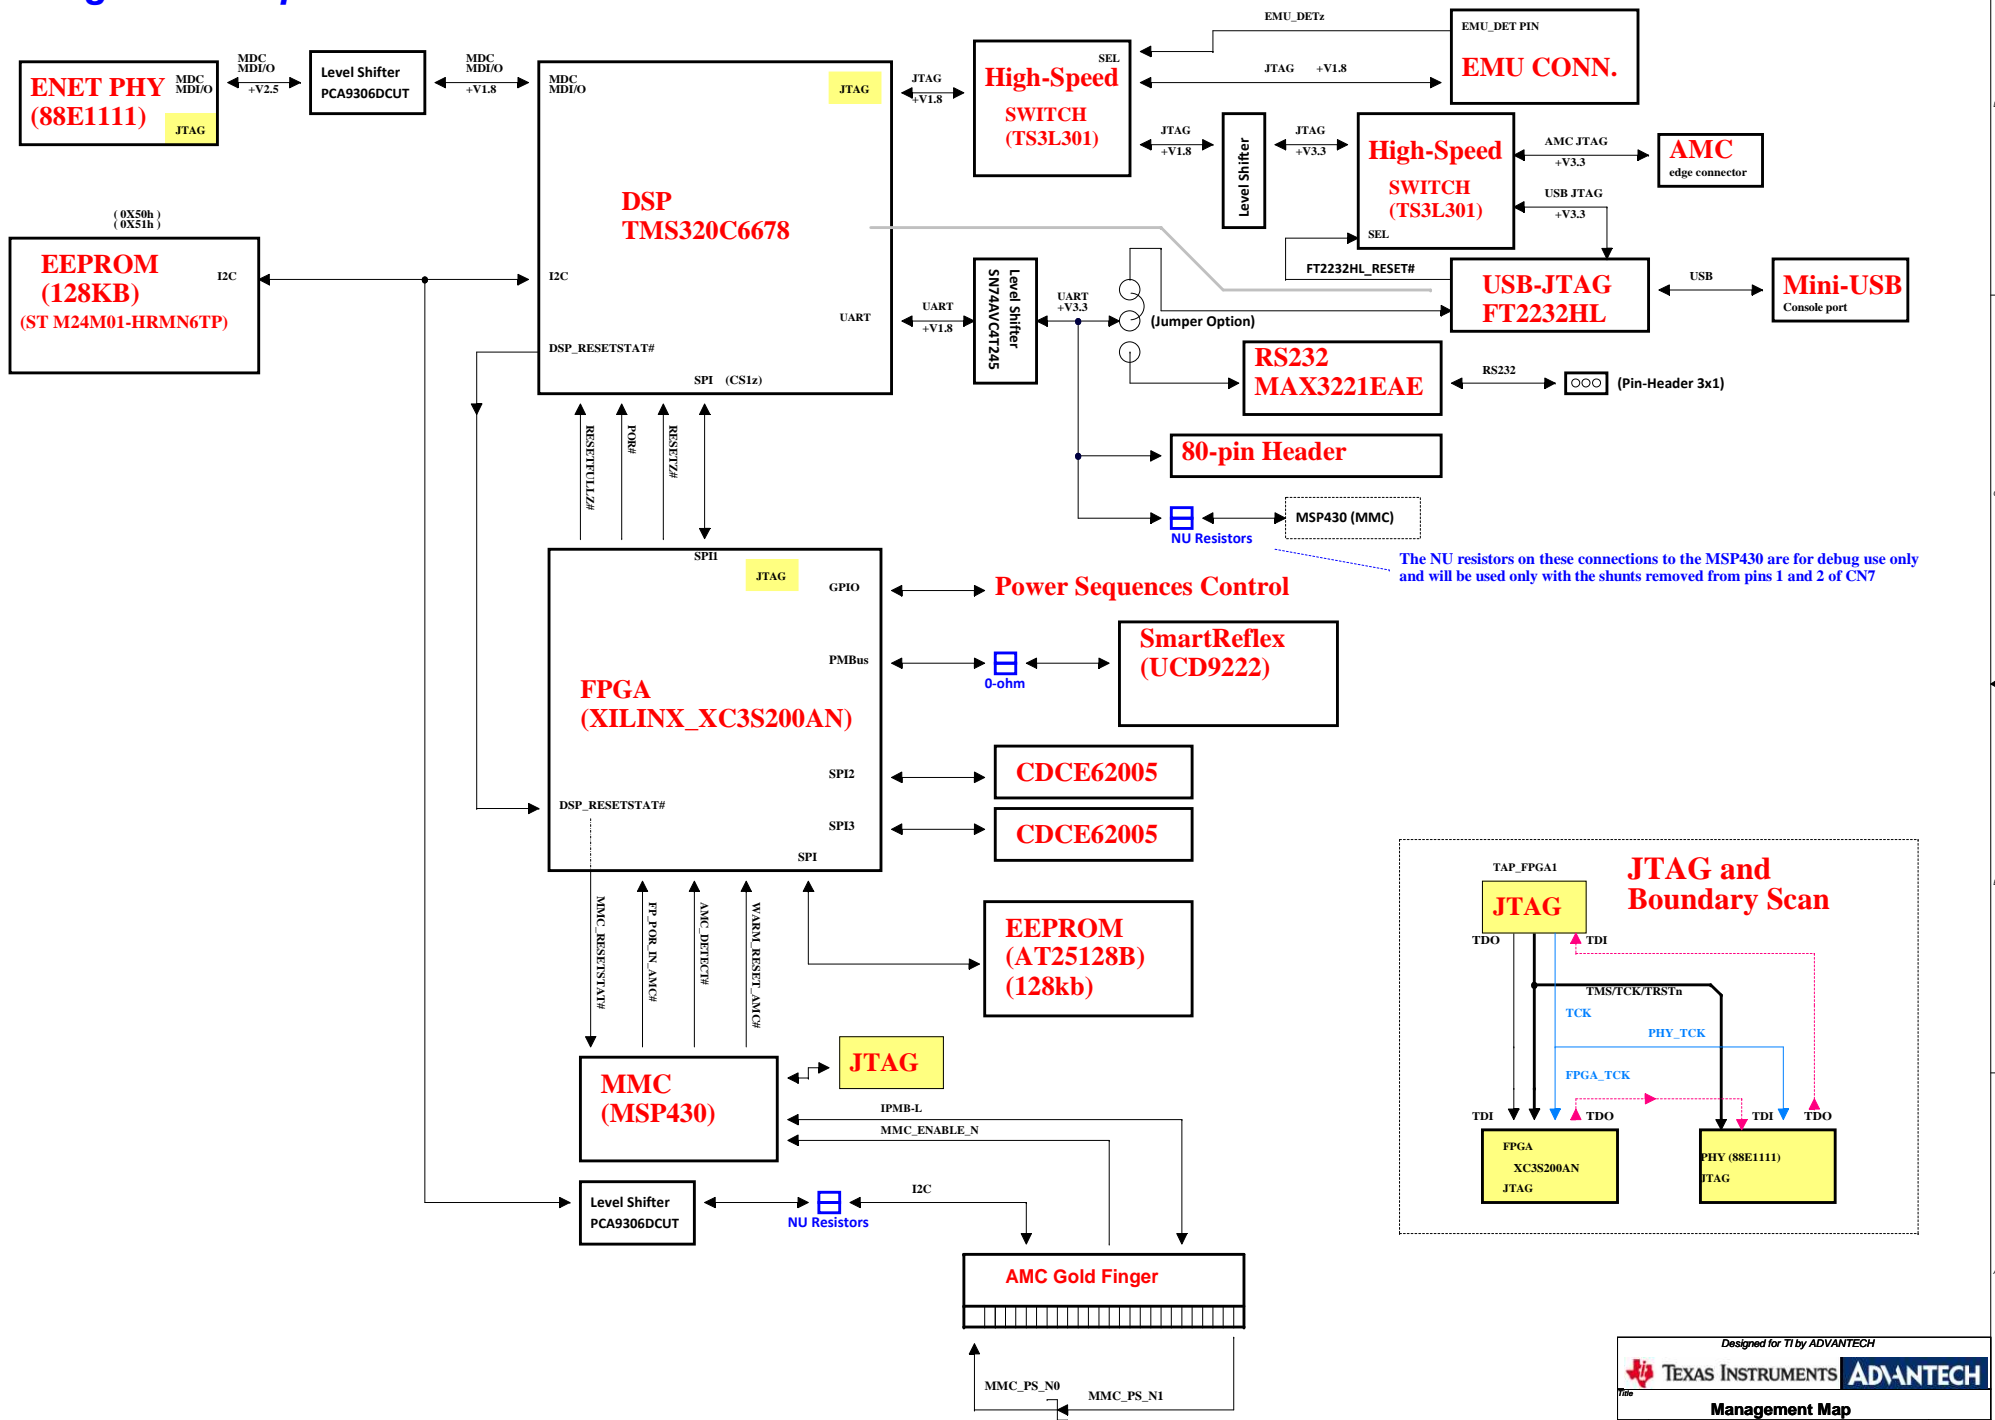 EMU_DETz
EMU_DET PIN
EMU CONN.
ENET PHY
(88E1111)
MDC
MDI/O
JTAG
MDC
MDI/O
+V2.5
Level Shifter
PCA9306DCUT
MDC
MDI/O
+V1.8
MDC
MDI/O
JTAG
DSP
TMS320C6678
I2C
UART
DSP_RESETSTAT#
SPI (CS1z)
JTAG
+V1.8
SEL
High-Speed
SWITCH
(TS3L301)
JTAG +V1.8
JTAG
+V1.8
Level Shifter
JTAG
+V3.3
High-Speed
SWITCH
(TS3L301)
SEL
AMC JTAG
+V3.3
AMC
edge connector
USB JTAG
+V3.3
FT2232HL_RESET#
USB-JTAG
FT2232HL
USB
Mini-USB
Console port
( 0X50h )
( 0X51h )
EEPROM
(128KB)
(ST M24M01-HRMN6TP)
I2C
UART
+V1.8
Level Shifter
SN74AVC4T245
UART
+V3.3
(Jumper Option)
RS232
MAX3221EAE
RS232
(Pin-Header 3x1)
80-pin Header
NU Resistors
MSP430 (MMC)
The NU resistors on these connections to the MSP430 are for debug use only
and will be used only with the shunts removed from pins 1 and 2 of CN7
RESETFULLZ#
POR#
RESETZ#
SPI1
JTAG
GPIO
Power Sequences Control
PMBus
0-ohm
SmartReflex
(UCD9222)
FPGA
(XILINX_XC3S200AN)
SPI2
CDCE62005
DSP_RESETSTAT#
SPI3
CDCE62005
SPI
EEPROM
(AT25128B)
(128kb)
MMC_RESETSTAT#
FP_POR_IN_AMC#
AMC_DETECT#
WARM_RESET_AMC#
MMC
(MSP430)
JTAG
IPMB-L
MMC_ENABLE_N
Level Shifter
PCA9306DCUT
NU Resistors
I2C
AMC Gold Finger
MMC_PS_N0
MMC_PS_N1
TAP_FPGA1
JTAG
JTAG and
Boundary Scan
TDO
TDI
TMS/TCK/TRSTn
TCK
PHY_TCK
FPGA_TCK
TDI
TDO
TDI
TDO
FPGA
XC3S200AN
JTAG
PHY (88E1111)
JTAG
Designed for TI by ADVANTECH
TEXAS INSTRUMENTS
ADVANTECH
Title
Management Map